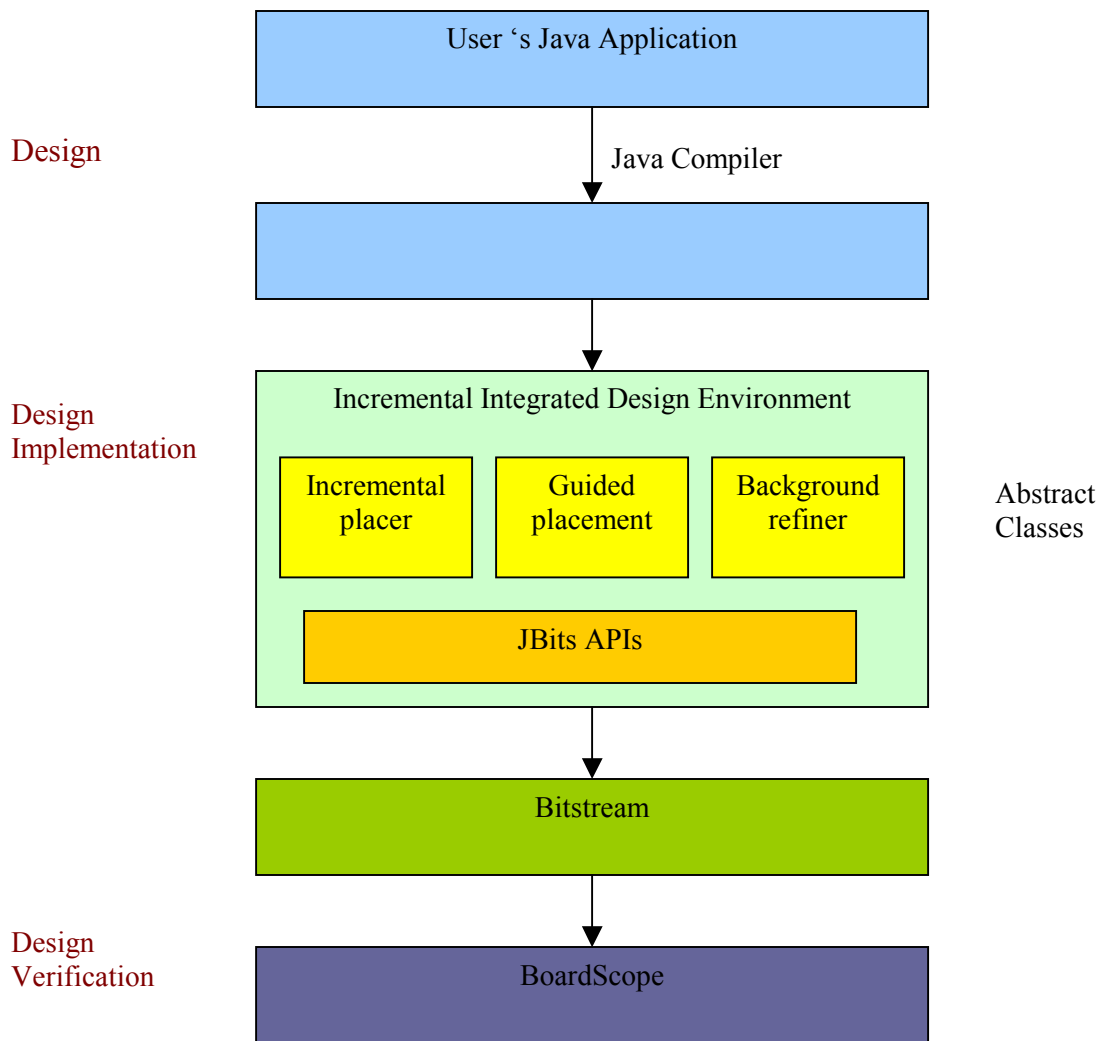 User ‘s Java Application
Design
Java Compiler
Incremental Integrated Design Environment
Design
Implementation
Incremental
placer
Guided
placement
Background
refiner
Abstract
Classes
JBits APIs
Bitstream
Design
Verification
BoardScope